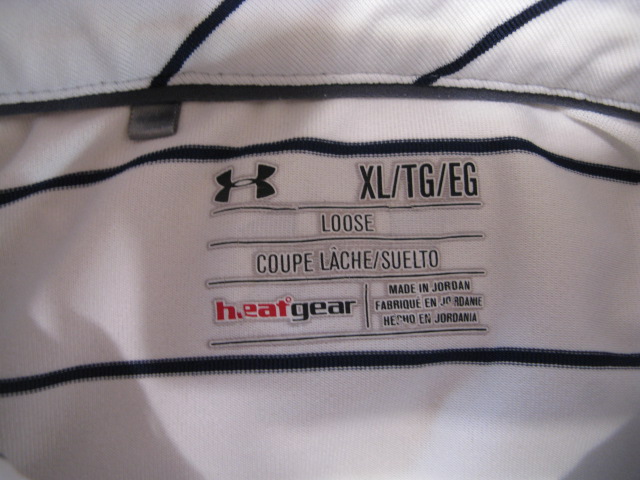 XL/TG/EG
LOOSE
COUPE LÂCHE/SUELTO
heatgear
MADE IN JORDAN
FABRIQUÉ EN JORDANIE
HECHO EN JORDANIA